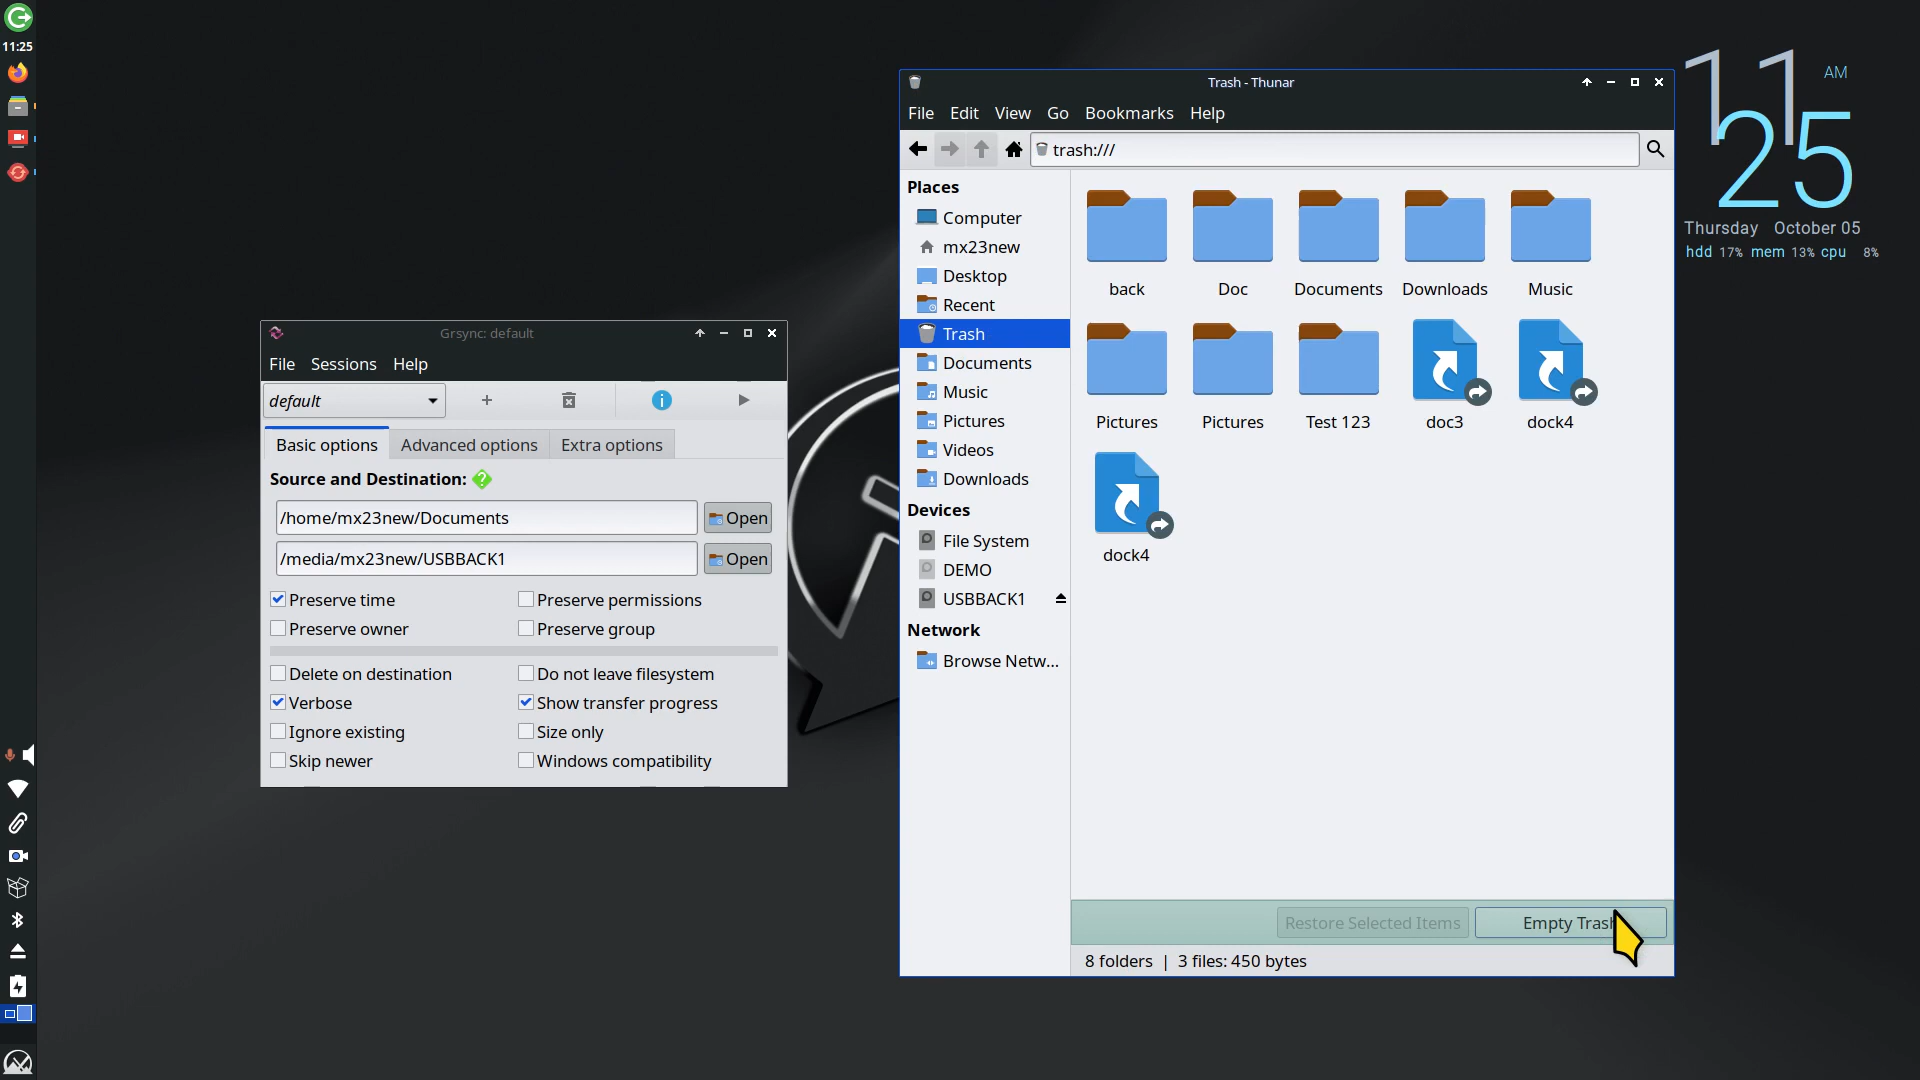 11:25
Grsync: default
File Sessions Help
default
Basic options Advanced options Extra options
Source and Destination: ?
/home/mx23new/Documents Open
/media/mx23new/USBBACK1 Open
Preserve time Preserve permissions
Preserve owner Preserve group
Delete on destination Do not leave filesystem
Verbose Show transfer progress
Ignore existing Size only
Skip newer Windows compatibility
Trash - Thunar
File Edit View Go Bookmarks Help
trash:///
Places
Computer
mx23new
Desktop
Recent
Trash
Documents
Music
Pictures
Videos
Downloads
Devices
File System
DEMO
USBBACK1
Network
Browse Netw...
back Doc Documents Downloads Music
Pictures Pictures Test 123 doc3 dock4
dock4
Restore Selected Items Empty Trash
8 folders | 3 files: 450 bytes
11 AM
25
Thursday October 05
hdd 17% mem 13% cpu 8%